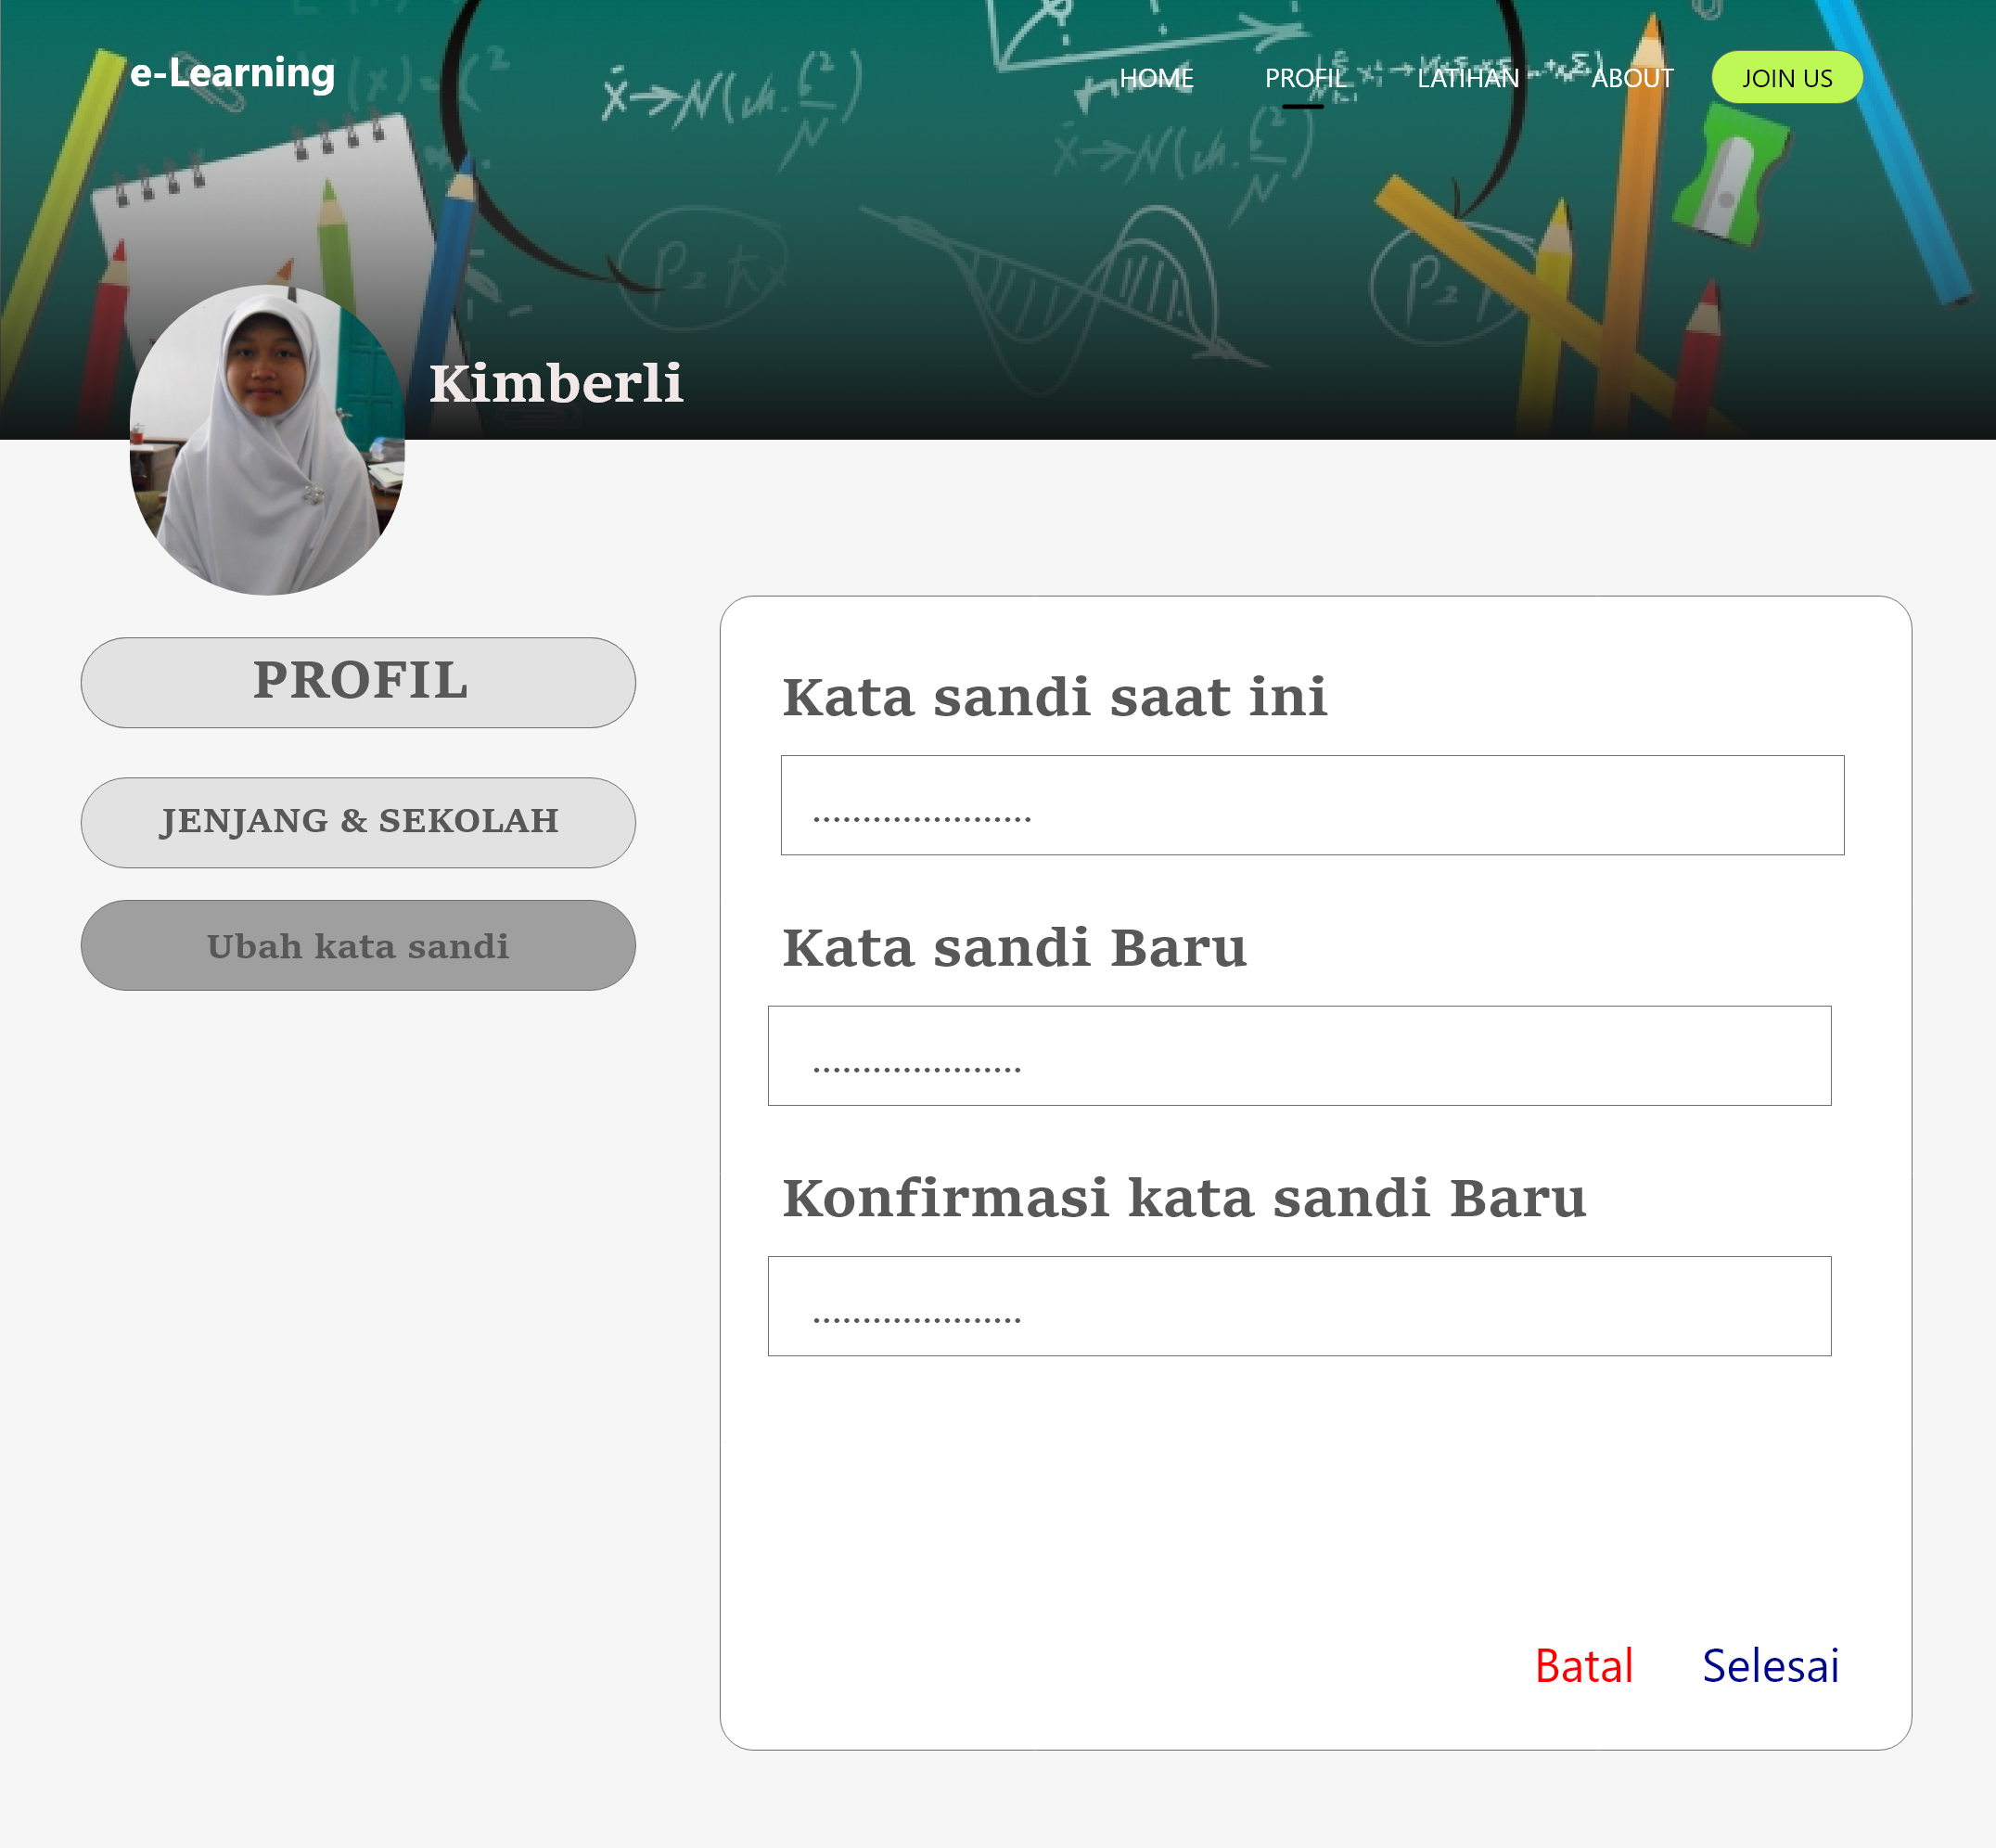 e-Learning
HOME PROFIL LATIHAN ABOUT JOIN US
Kimberli
PROFIL
JENJANG & SEKOLAH
Ubah kata sandi
Kata sandi saat ini
......................
Kata sandi Baru
.....................
Konfirmasi kata sandi Baru
.....................
Batal Selesai